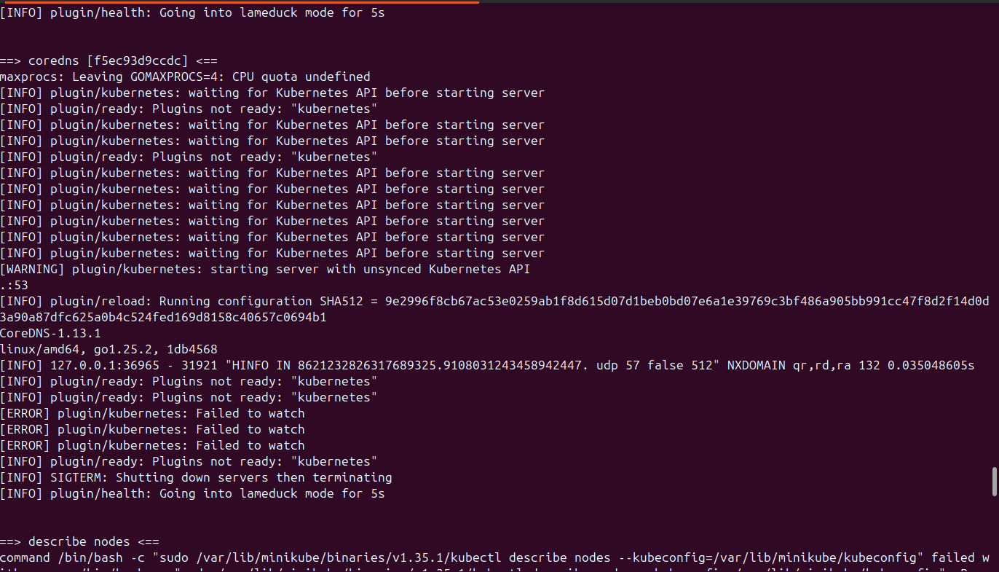 [INFO] plugin/health: Going into lameduck mode for 5s
==> coredns [f5ec93d9ccdc] <==
maxprocs: Leaving GOMAXPROCS=4: CPU quota undefined
[INFO] plugin/kubernetes: waiting for Kubernetes API before starting server
[INFO] plugin/ready: Plugins not ready: "kubernetes"
[INFO] plugin/kubernetes: waiting for Kubernetes API before starting server
[INFO] plugin/kubernetes: waiting for Kubernetes API before starting server
[INFO] plugin/ready: Plugins not ready: "kubernetes"
[INFO] plugin/kubernetes: waiting for Kubernetes API before starting server
[INFO] plugin/kubernetes: waiting for Kubernetes API before starting server
[INFO] plugin/kubernetes: waiting for Kubernetes API before starting server
[INFO] plugin/kubernetes: waiting for Kubernetes API before starting server
[INFO] plugin/kubernetes: waiting for Kubernetes API before starting server
[INFO] plugin/kubernetes: waiting for Kubernetes API before starting server
[WARNING] plugin/kubernetes: starting server with unsynced Kubernetes API
.:53
[INFO] plugin/reload: Running configuration SHA512 = 9e2996f8cb67ac53e0259ab1f8d615d07d1beb0bd07e6a1e39769c3bf486a905bb991cc47f8d2f14d0d
3a90a87dfc625a0b4c524fed169d8158c40657c0694b1
CoreDNS-1.13.1
linux/amd64, go1.25.2, 1db4568
[INFO] 127.0.0.1:36965 - 31921 "HINFO IN 8621232826317689325.9108031243458942447. udp 57 false 512" NXDOMAIN qr,rd,ra 132 0.035048605s
[INFO] plugin/ready: Plugins not ready: "kubernetes"
[INFO] plugin/ready: Plugins not ready: "kubernetes"
[ERROR] plugin/kubernetes: Failed to watch
[ERROR] plugin/kubernetes: Failed to watch
[ERROR] plugin/kubernetes: Failed to watch
[INFO] plugin/ready: Plugins not ready: "kubernetes"
[INFO] SIGTERM: Shutting down servers then terminating
[INFO] plugin/health: Going into lameduck mode for 5s
==> describe nodes <==
command /bin/bash -c "sudo /var/lib/minikube/binaries/v1.35.1/kubectl describe nodes --kubeconfig=/var/lib/minikube/kubeconfig" failed w